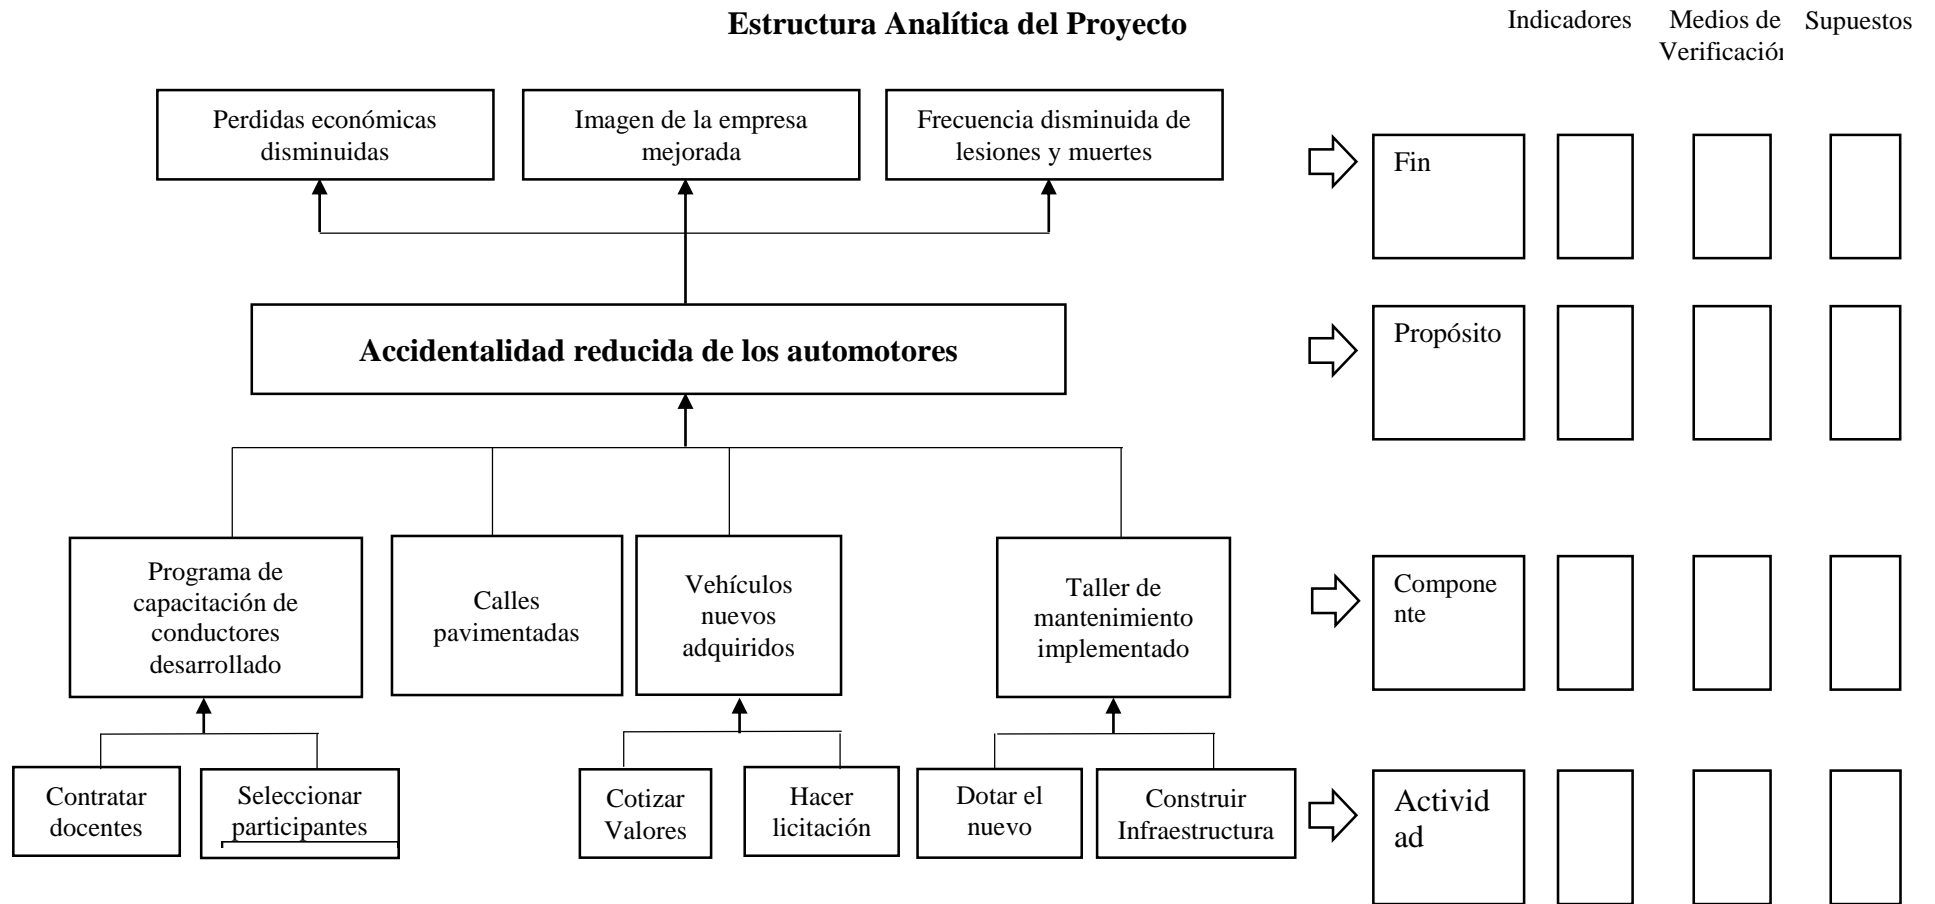 Estructura Analítica del Proyecto
Indicadores
Medios de
Verificación
Supuestos
Perdidas económicas
disminuidas
Imagen de la empresa
mejorada
Frecuencia disminuida de
lesiones y muertes
Fin
Accidentalidad reducida de los automotores
Propósito
Programa de
capacitación de
conductores
desarrollado
Calles
pavimentadas
Vehículos
nuevos
adquiridos
Taller de
mantenimiento
implementado
Compone
nte
Contratar
docentes
Seleccionar
participantes
Cotizar
Valores
Hacer
licitación
Dotar el
nuevo
Construir
Infraestructura
Activid
ad